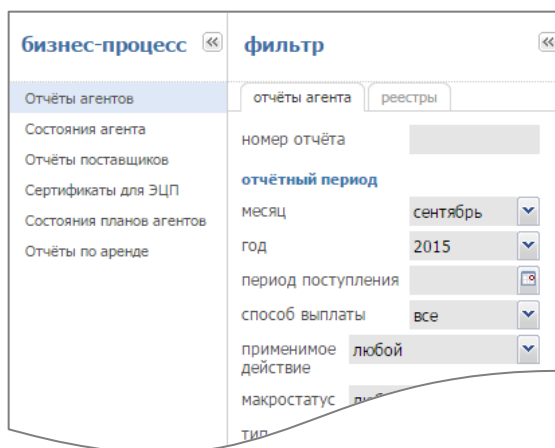 бизнес-процесс
Отчёты агентов
Состояния агента
Отчёты поставщиков
Сертификаты для ЭЦП
Состояния планов агентов
Отчёты по аренде
фильтр
отчёты агента реестры
номер отчёта
отчётный период
месяц сентябрь
год 2015
период поступления
способ выплаты все
применимое любой
действие
макростатус
тип